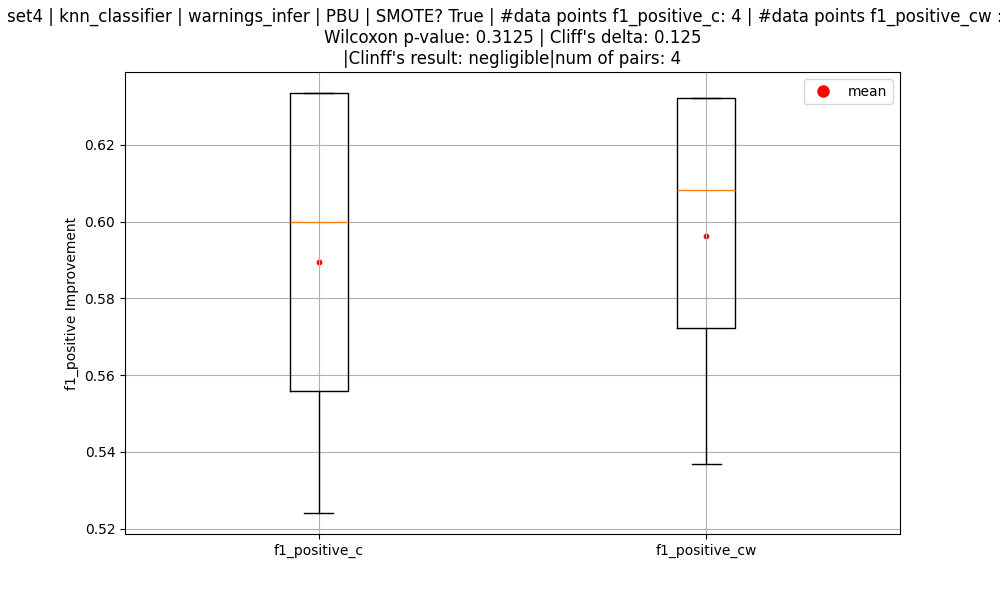 set4 | knn_classifier | warnings_infer | PBU | SMOTE? True | #data points f1_positive_c: 4 | #data points f1_positive_cw :
Wilcoxon p-value: 0.3125 | Cliff's delta: 0.125
|Clinff's result: negligible|num of pairs: 4
mean
0.62
0.60
0.58
0.56
0.54
0.52
f1_positive Improvement
f1_positive_c
f1_positive_cw